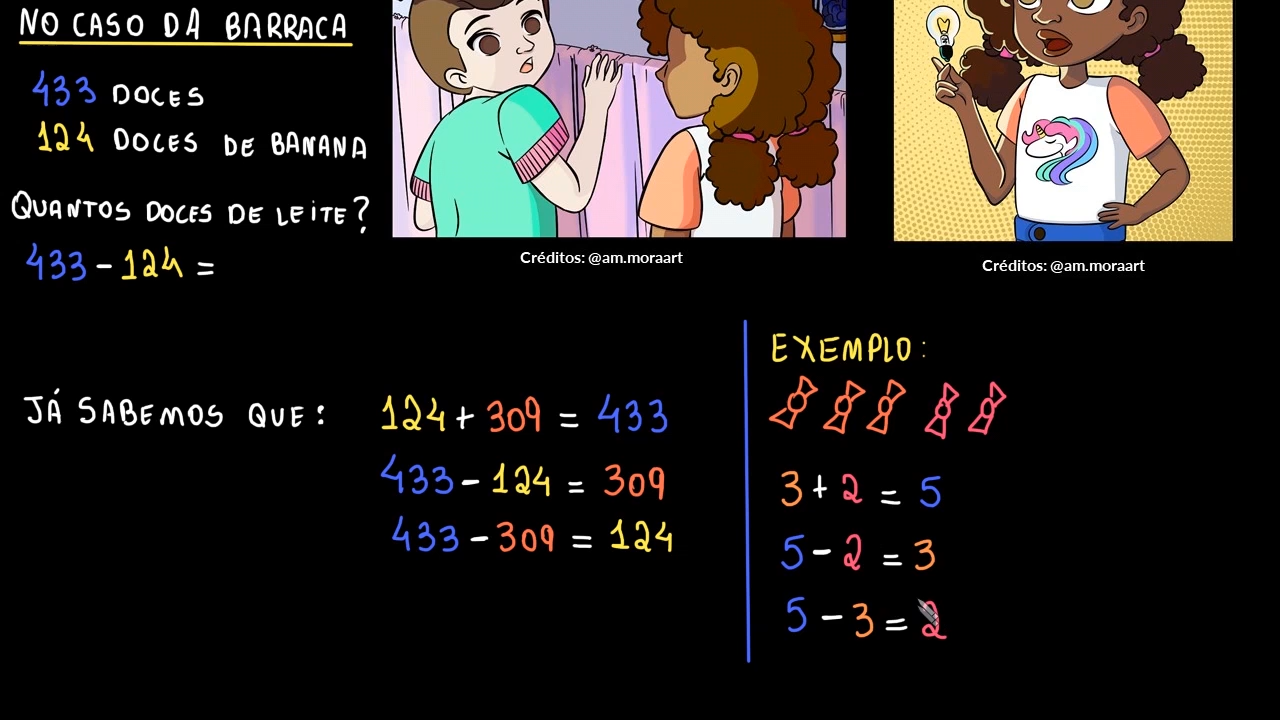 NO CASO DA BARRACA
433 DOCES
124 DOCES DE BANANA
QUANTOS DOCES DE LEITE?
433 - 124 =
Créditos: @am.moraart
Créditos: @am.moraart
JÁ SABEMOS QUE:
124 + 309 = 433
433 - 124 = 309
433 - 309 = 124
EXEMPLO:
3 + 2 = 5
5 - 2 = 3
5 - 3 = 2